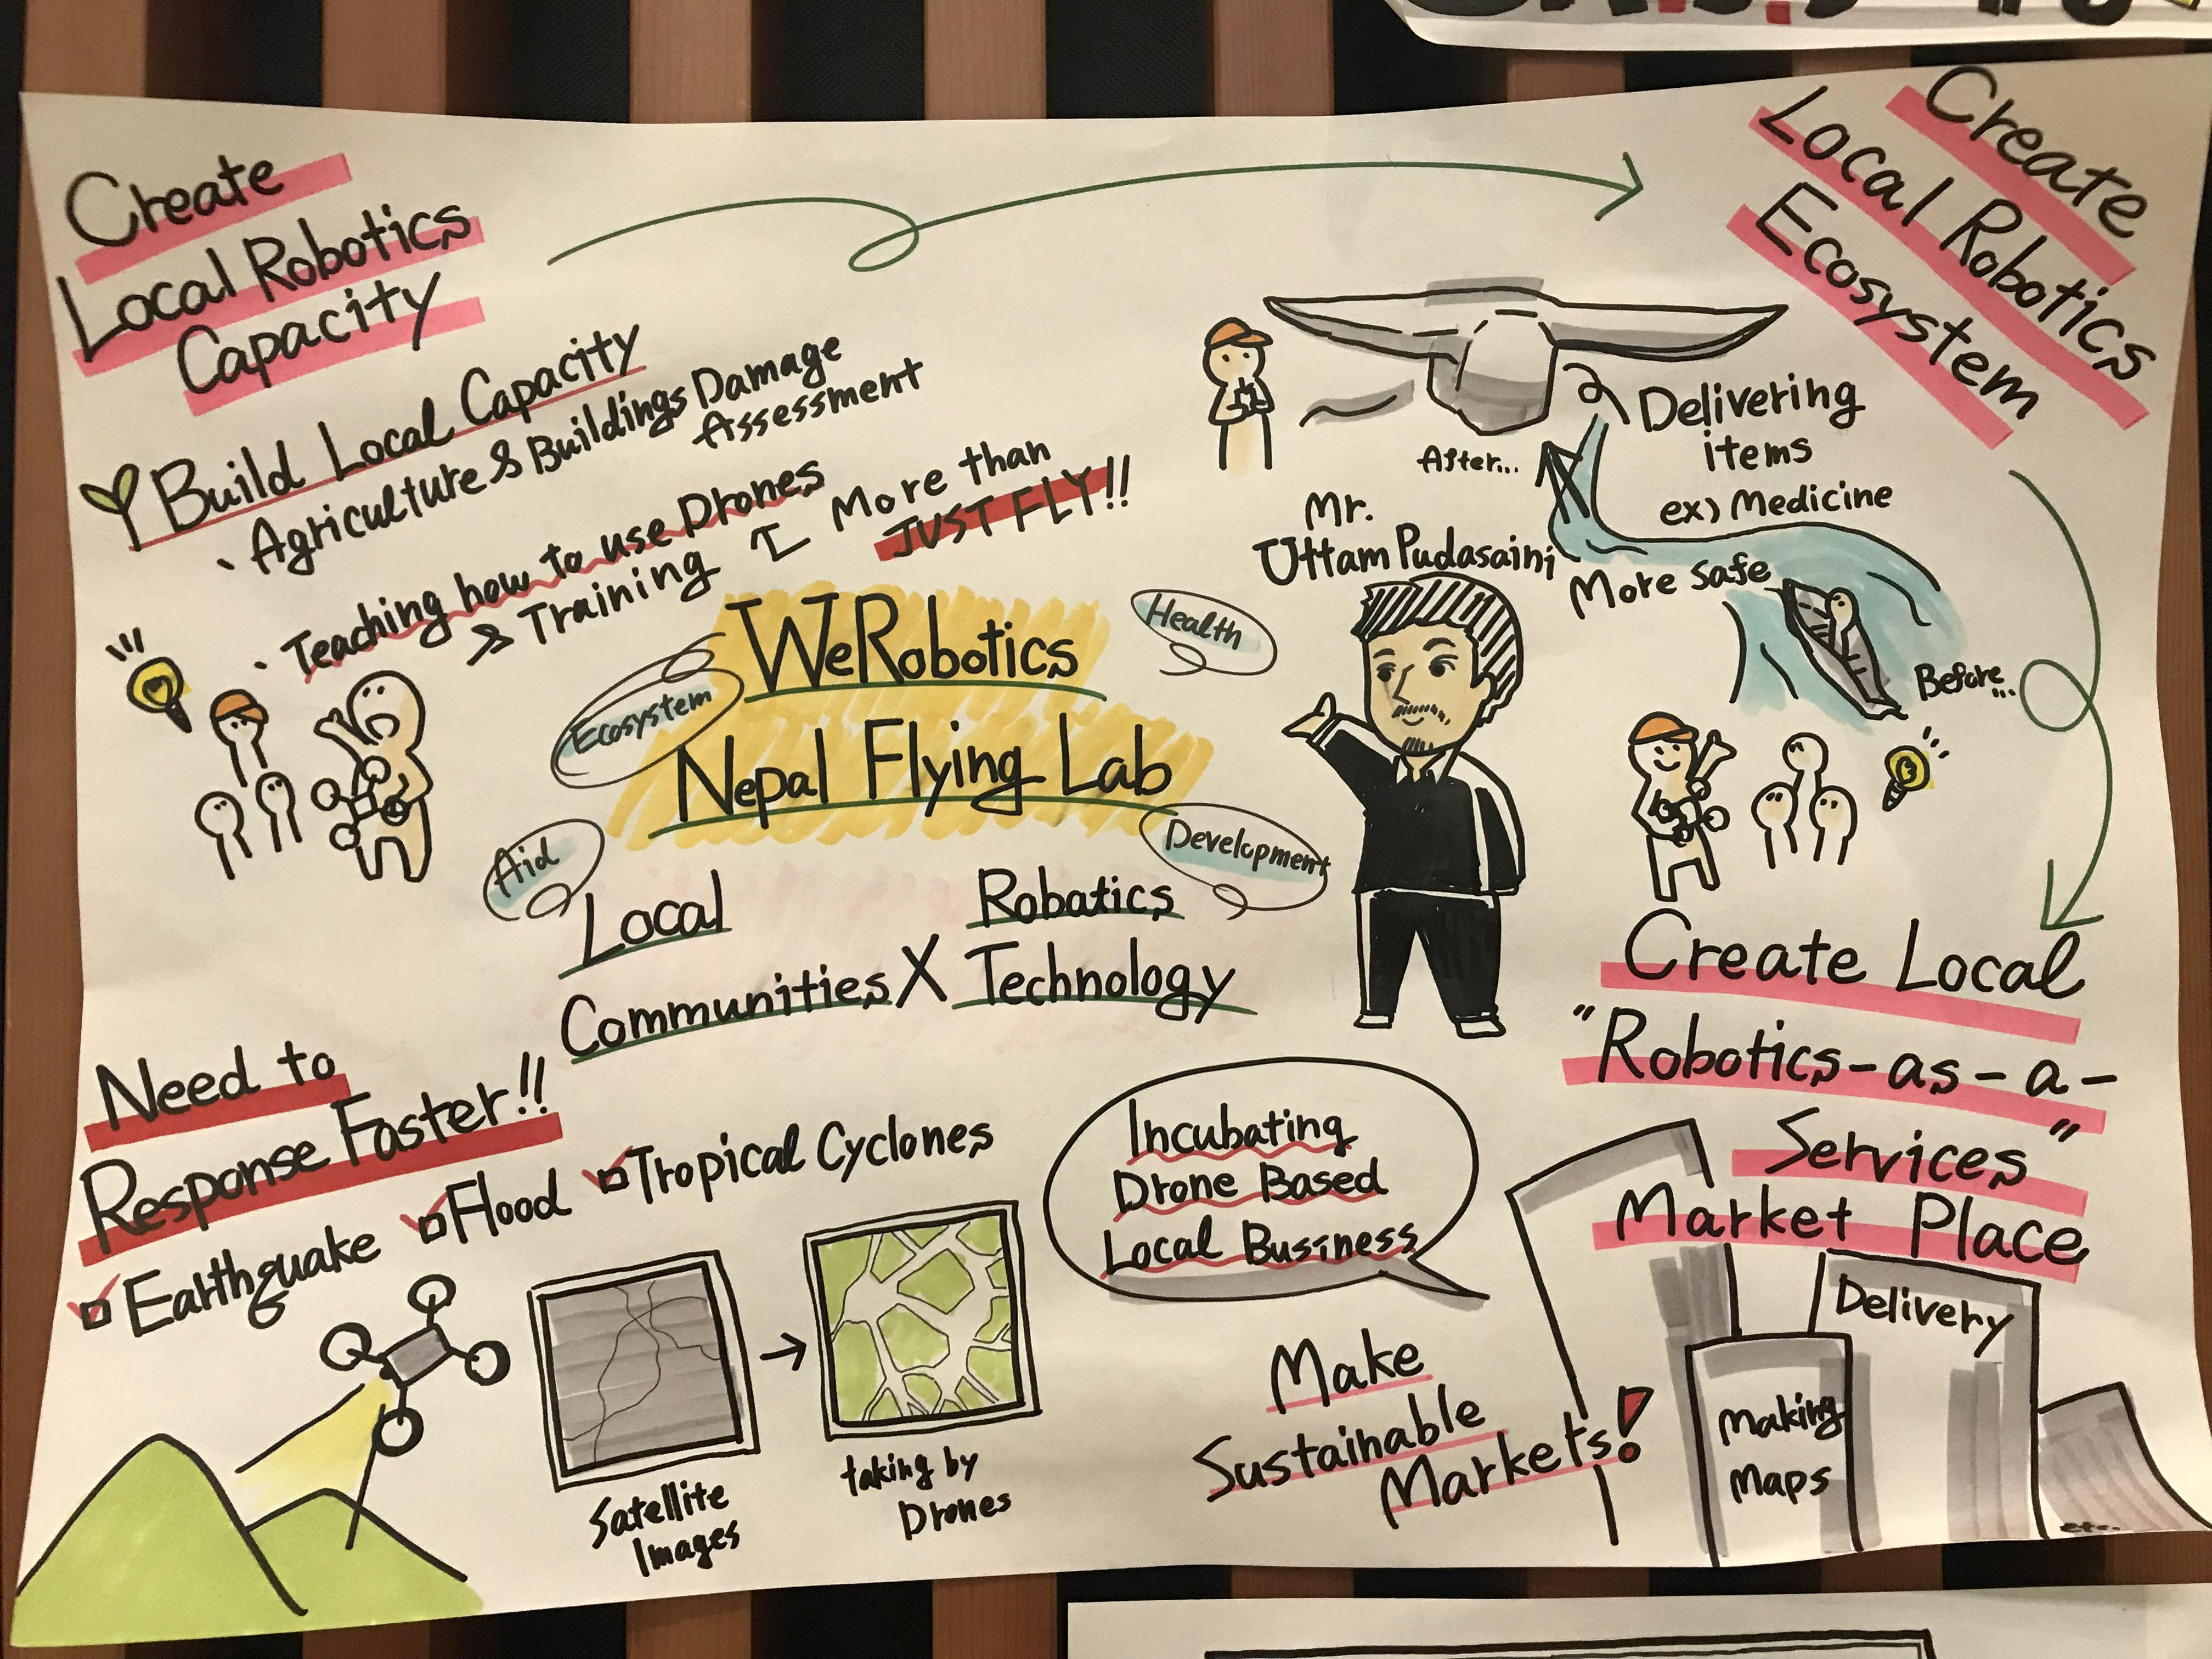 Create
Local Robotics
Capacity
Build Local Capacity
・Agriculture & Buildings Damage
Assessment
・Teaching how to use Drones
≫ Training
More than
JUST FLY!!
Create
Local Robotics
Ecosystem
Delivering
items
ex) Medicine
After...
More safe
Before...
Mr.
Uttam Pudasaini
WeRobotics
Nepal Flying Lab
Health
Ecosystem
Aid
Development
Local
Communities X Robatics
Technology
Create Local
"Robotics-as-a-
Services"
Market Place
Delivery
Making
Maps
etc.
Incubating
Drone Based
Local Business
Make
Sustainable
Markets!
Need to
Response Faster!!
Earthquake
Flood
Tropical Cyclones
Satellite
Images
→
taking by
Drones